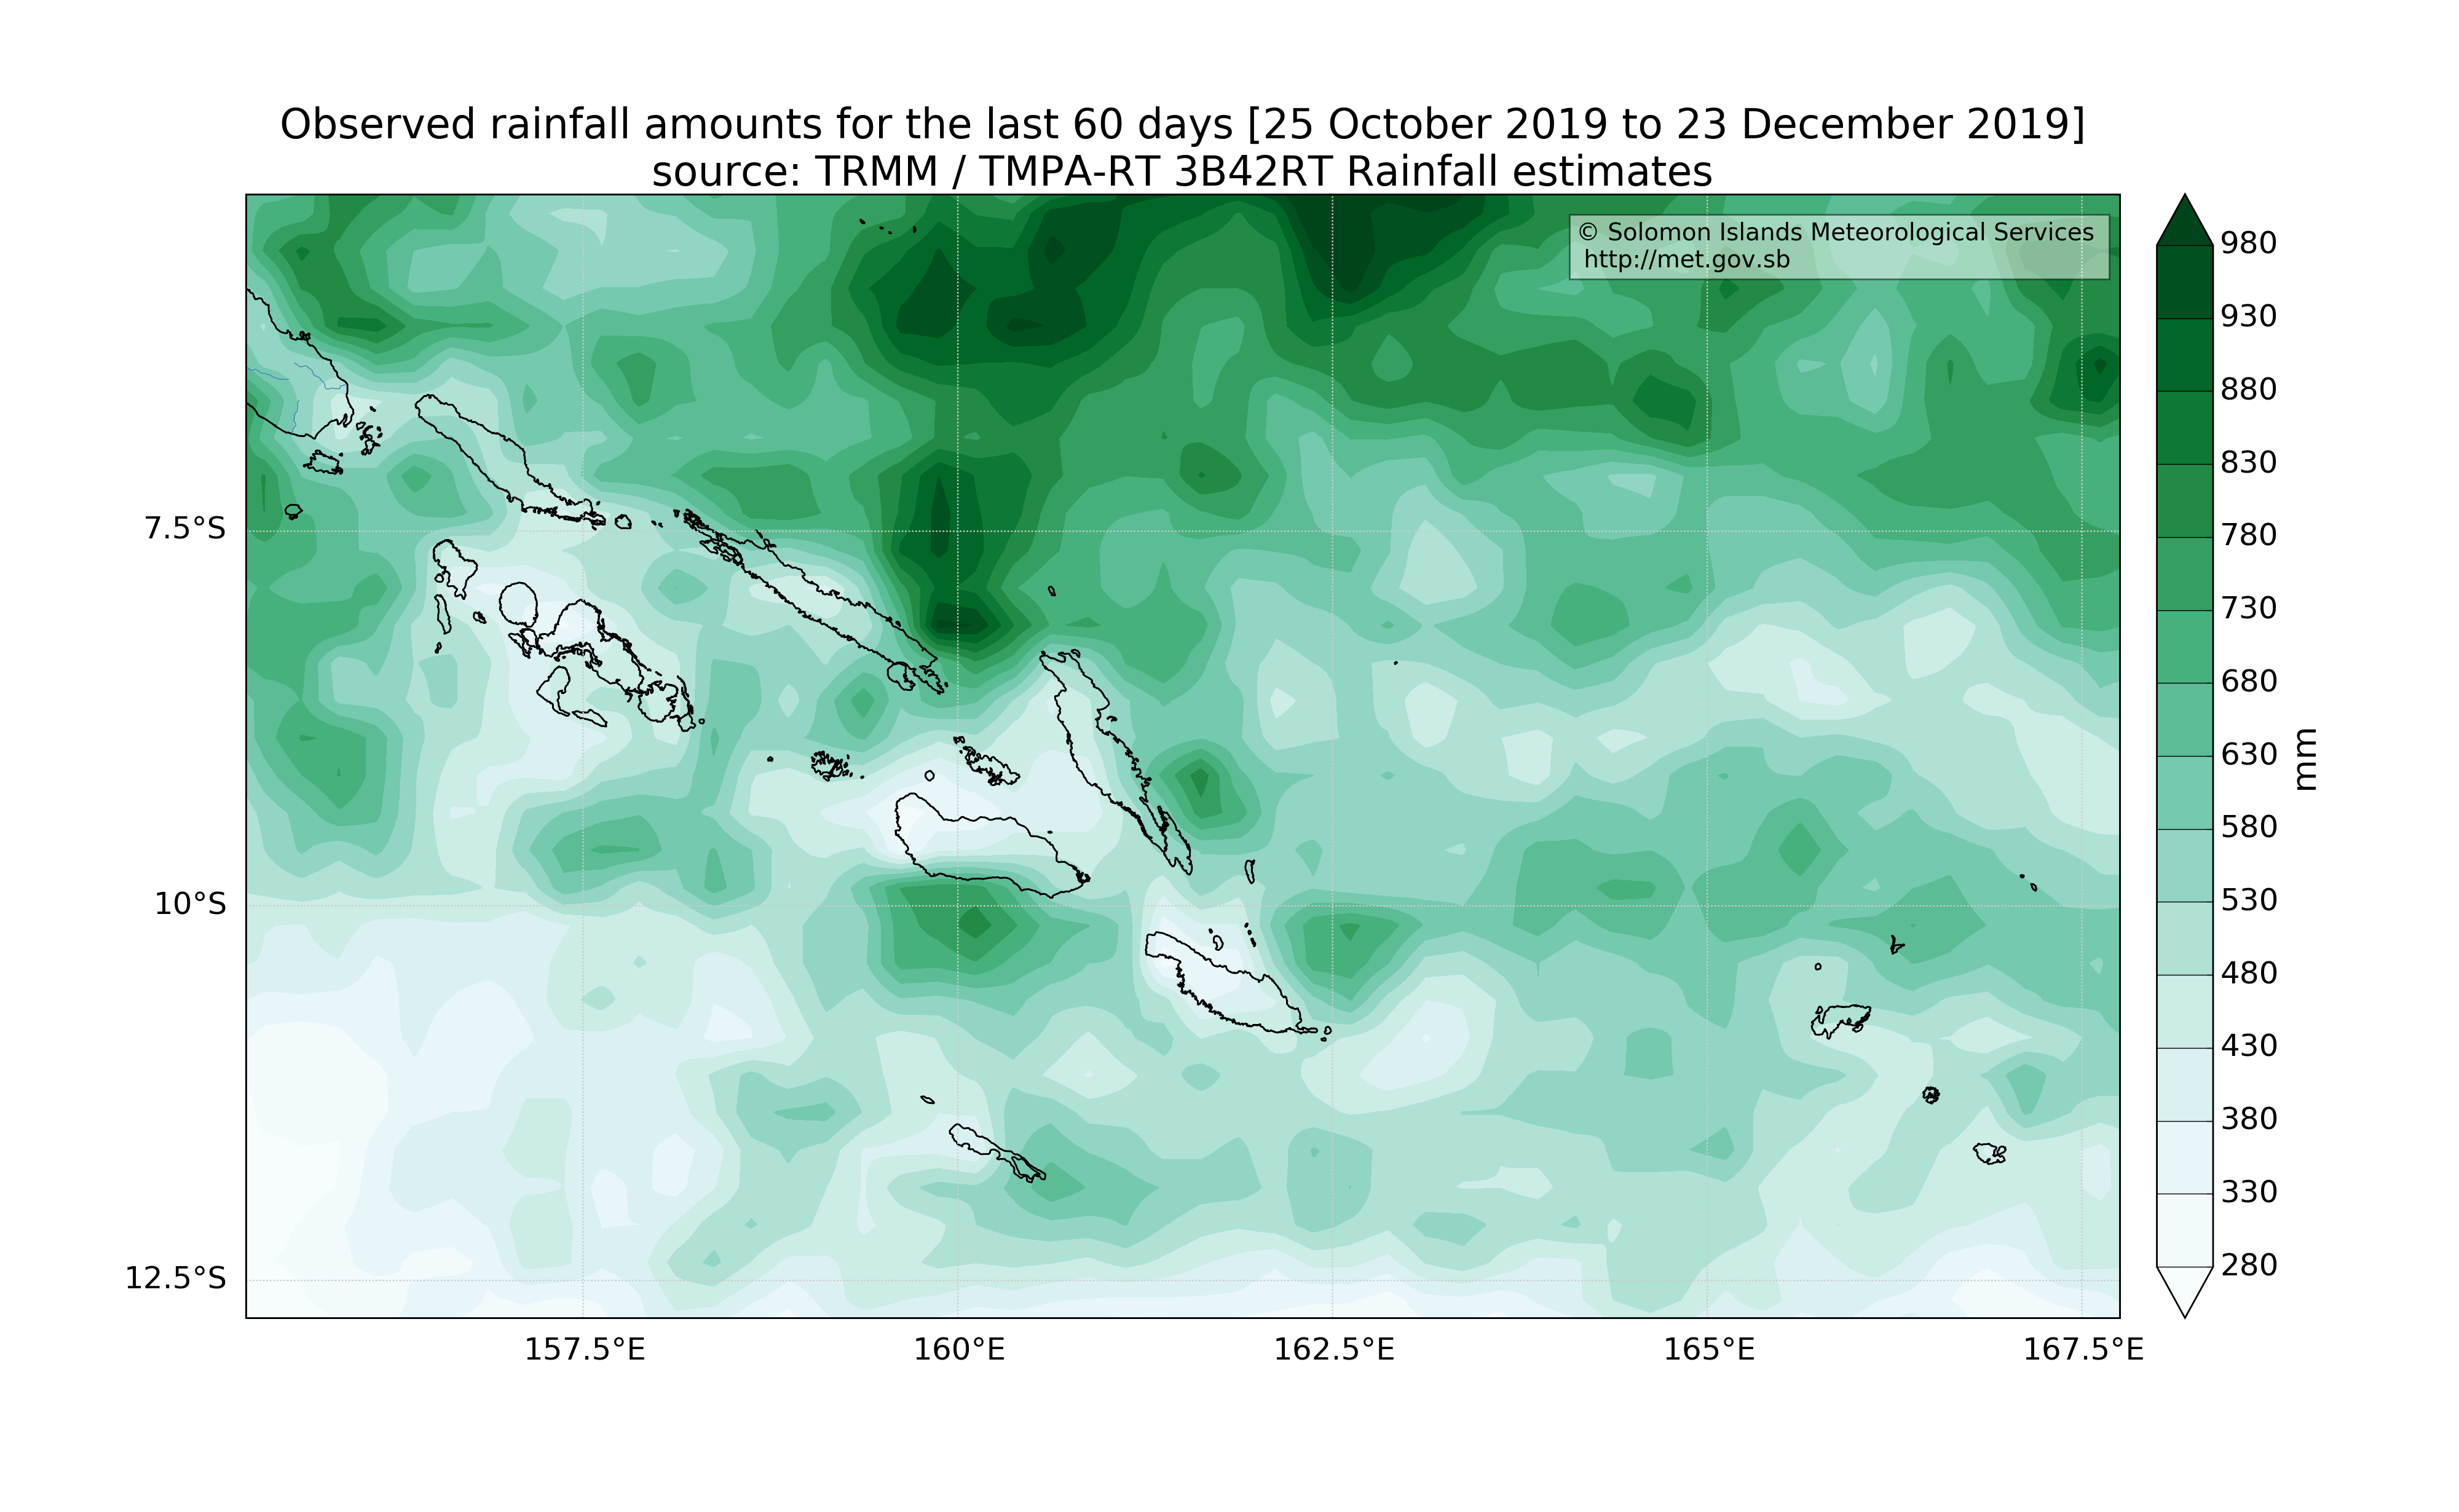 Observed rainfall amounts for the last 60 days [25 October 2019 to 23 December 2019]
source: TRMM / TMPA-RT 3B42RT Rainfall estimates
© Solomon Islands Meteorological Services
http://met.gov.sb
7.5°S
10°S
12.5°S
157.5°E
160°E
162.5°E
165°E
167.5°E
980
930
880
830
780
730
680
630
580
530
480
430
380
330
280
mm